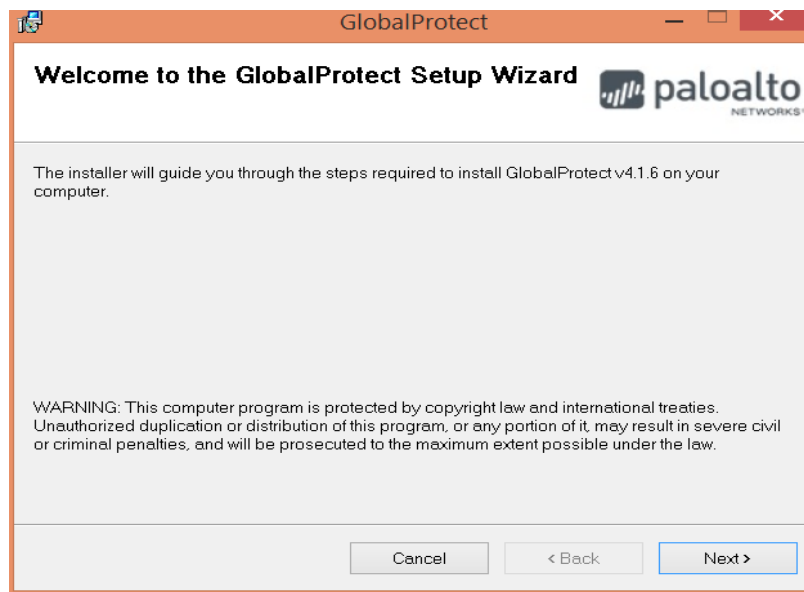 GlobalProtect
Welcome to the GlobalProtect Setup Wizard
paloalto
NETWORKS
The installer will guide you through the steps required to install GlobalProtect v4.1.6 on your
computer.
WARNING: This computer program is protected by copyright law and international treaties.
Unauthorized duplication or distribution of this program, or any portion of it, may result in severe civil
or criminal penalties, and will be prosecuted to the maximum extent possible under the law.
Cancel
< Back
Next >